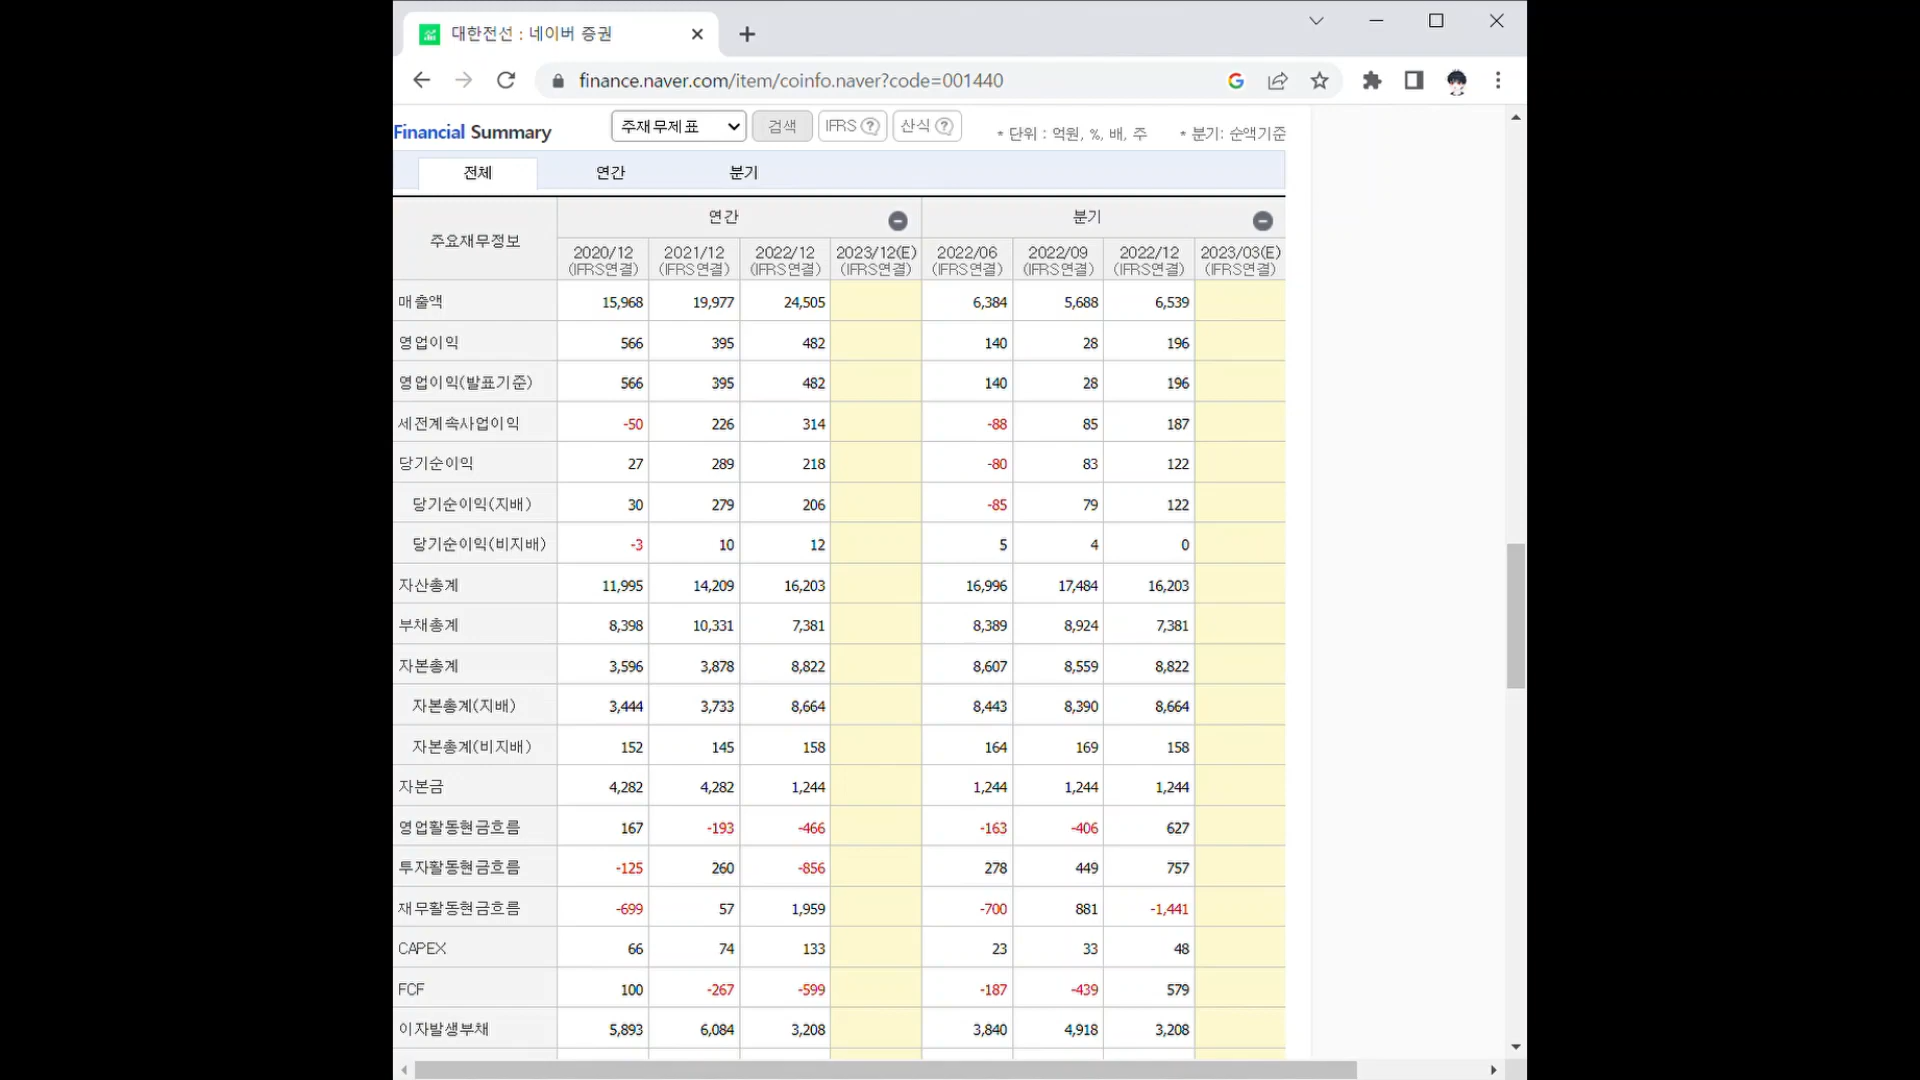 대한전선 : 네이버 증권
finance.naver.com/item/coinfo.naver?code=001440
Financial Summary 주재무제표 검색 IFRS ? 산식 ? * 단위 : 억원, %, 배, 주 * 분기: 순액기준
전체 연간 분기
주요재무정보 연간 분기
2020/12 2021/12 2022/12 2023/12(E) 2022/06 2022/09 2022/12 2023/03(E)
(IFRS연결) (IFRS연결) (IFRS연결) (IFRS연결) (IFRS연결) (IFRS연결) (IFRS연결) (IFRS연결)
매출액 15,968 19,977 24,505 6,384 5,688 6,539
영업이익 566 395 482 140 28 196
영업이익(발표기준) 566 395 482 140 28 196
세전계속사업이익 -50 226 314 -88 85 187
당기순이익 27 289 218 -80 83 122
당기순이익(지배) 30 279 206 -85 79 122
당기순이익(비지배) -3 10 12 5 4 0
자산총계 11,995 14,209 16,203 16,996 17,484 16,203
부채총계 8,398 10,331 7,381 8,389 8,924 7,381
자본총계 3,596 3,878 8,822 8,607 8,559 8,822
자본총계(지배) 3,444 3,733 8,664 8,443 8,390 8,664
자본총계(비지배) 152 145 158 164 169 158
자본금 4,282 4,282 1,244 1,244 1,244 1,244
영업활동현금흐름 167 -193 -466 -163 -406 627
투자활동현금흐름 -125 260 -856 278 449 757
재무활동현금흐름 -699 57 1,959 -700 881 -1,441
CAPEX 66 74 133 23 33 48
FCF 100 -267 -599 -187 -439 579
이자발생부채 5,893 6,084 3,208 3,840 4,918 3,208